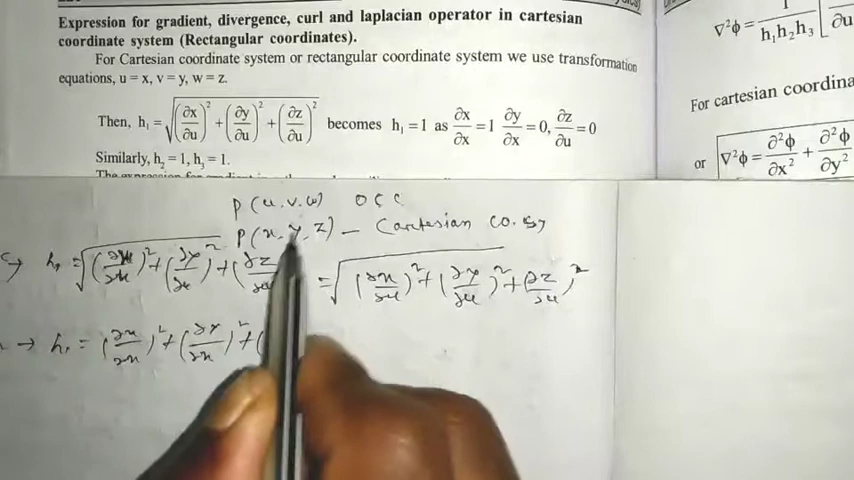 Expression for gradient, divergence, curl and laplacian operator in cartesian
coordinate system (Rectangular coordinates).
For Cartesian coordinate system or rectangular coordinate system we use transformation
equations, u = x, v = y, w = z.
Then, h₁ = √((∂x/∂u)² + (∂y/∂u)² + (∂z/∂u)²) becomes h₁ = 1 as ∂x/∂x = 1 ∂y/∂x = 0, ∂z/∂u = 0
Similarly, h₂ = 1, h₃ = 1.
∇²φ = 1/h₁h₂h₃ [
For cartesian coordina
or ∇²φ = ∂²φ/∂x² + ∂²φ/∂y²
P(u.v.w) O C C
P(x, y, z) – Cartesian co. sy
h₁ = √((∂x/∂x)² + (∂y/∂x)² + (∂z = √((∂x/∂u)² + (∂y/∂u)² + (∂z/∂u)²
→ h₁ = (∂x/∂x)² + (∂y/∂x)² + (